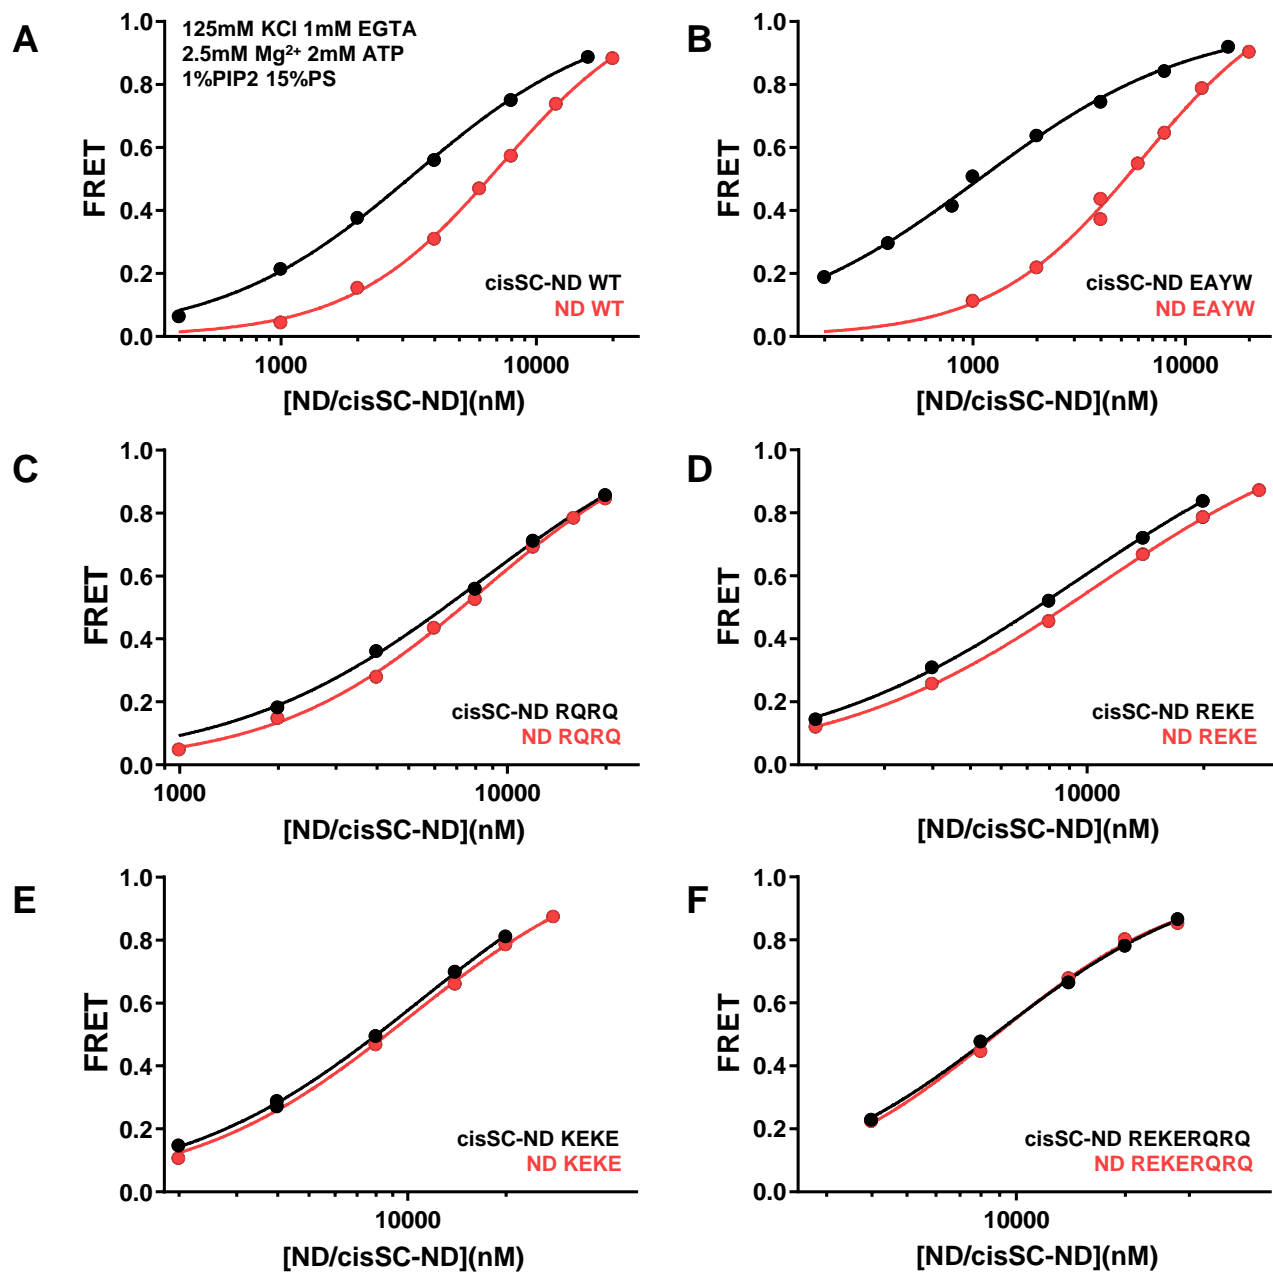 A
125mM KCl 1mM EGTA
2.5mM Mg²⁺ 2mM ATP
1%PIP2 15%PS
1.0
0.8
0.6
0.4
0.2
0.0
FRET
cisSC-ND WT
ND WT
1000
10000
[ND/cisSC-ND](nM)
B
1.0
0.8
0.6
0.4
0.2
0.0
FRET
cisSC-ND EAYW
ND EAYW
1000
10000
[ND/cisSC-ND](nM)
C
1.0
0.8
0.6
0.4
0.2
0.0
FRET
cisSC-ND RQRQ
ND RQRQ
1000
10000
[ND/cisSC-ND](nM)
D
1.0
0.8
0.6
0.4
0.2
0.0
FRET
cisSC-ND REKE
ND REKE
10000
[ND/cisSC-ND](nM)
E
1.0
0.8
0.6
0.4
0.2
0.0
FRET
cisSC-ND KEKE
ND KEKE
10000
[ND/cisSC-ND](nM)
F
1.0
0.8
0.6
0.4
0.2
0.0
FRET
cisSC-ND REKERQRQ
ND REKERQRQ
10000
[ND/cisSC-ND](nM)